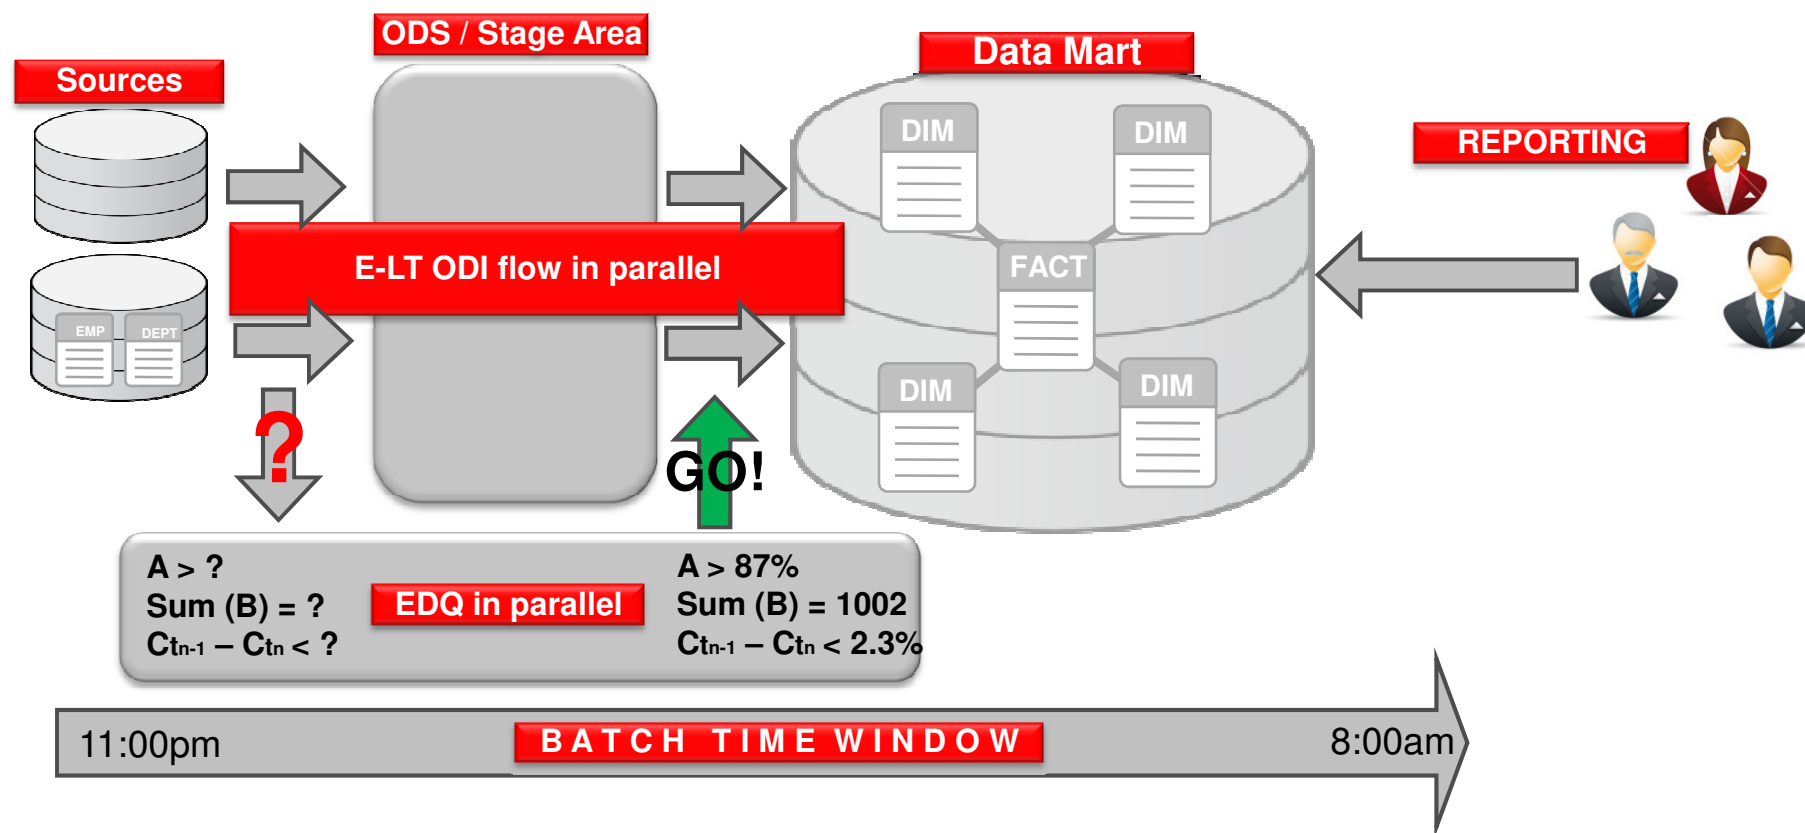 ODS / Stage Area
Sources
Data Mart
DIM
DIM
REPORTING
E-LT ODI flow in parallel
FACT
EMP
DEPT
DIM
DIM
?
GO!
A > ?
Sum (B) = ?
Ctn-1 – Ctn < ?
EDQ in parallel
A > 87%
Sum (B) = 1002
Ctn-1 – Ctn < 2.3%
11:00pm
BATCH TIME WINDOW
8:00am